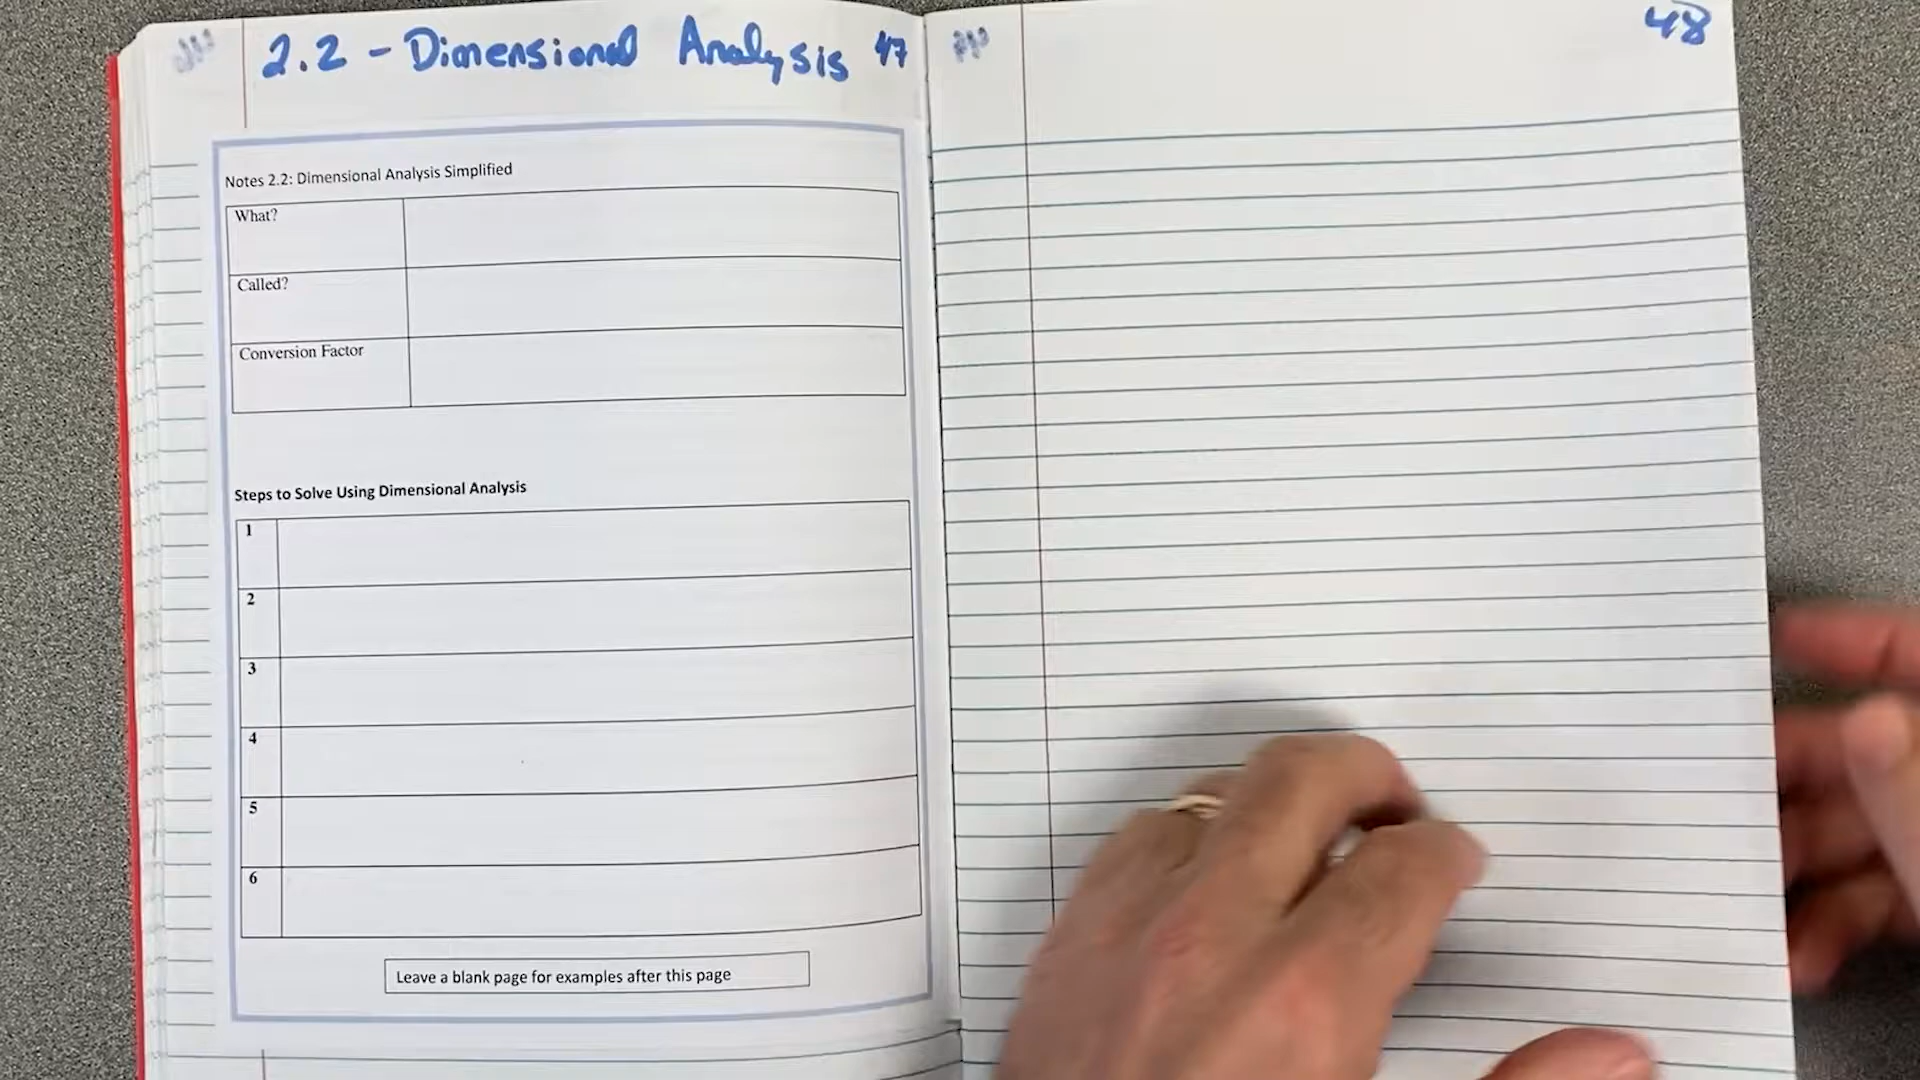 2.2 - Dimensional Analysis 47
Notes 2.2: Dimensional Analysis Simplified
What?
Called?
Conversion Factor
Steps to Solve Using Dimensional Analysis
1
2
3
4
5
6
Leave a blank page for examples after this page
48